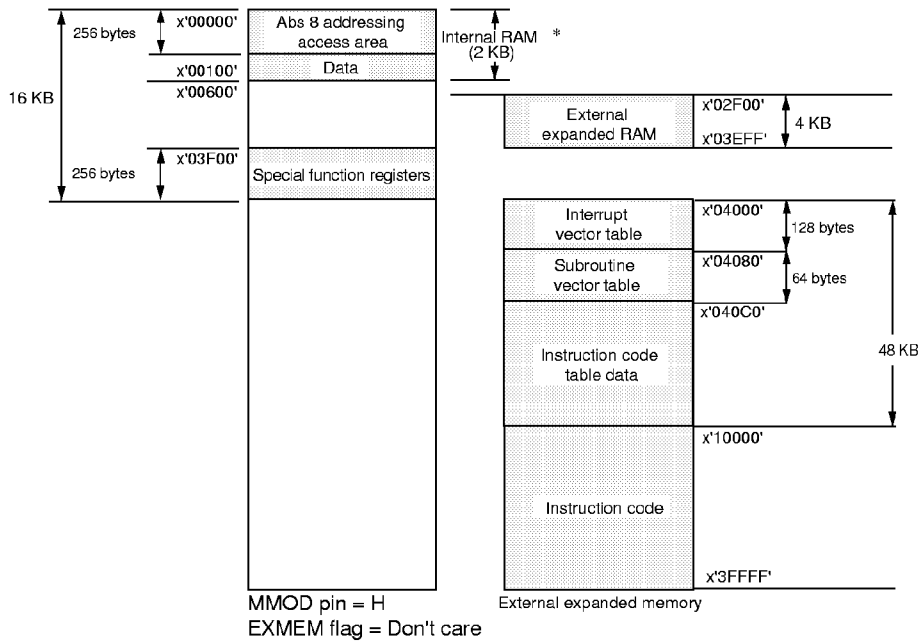 x'00000'
256 bytes
Abs 8 addressing
access area
Internal RAM *
(2 KB)
x'00100'
Data
16 KB
x'00600'
External
expanded RAM
x'02F00'
4 KB
x'03EFF'
x'03F00'
256 bytes
Special function registers
Interrupt
vector table
x'04000'
128 bytes
Subroutine
vector table
x'04080'
64 bytes
x'040C0'
Instruction code
table data
48 KB
x'10000'
Instruction code
x'3FFFF'
MMOD pin = H
External expanded memory
EXMEM flag = Don't care